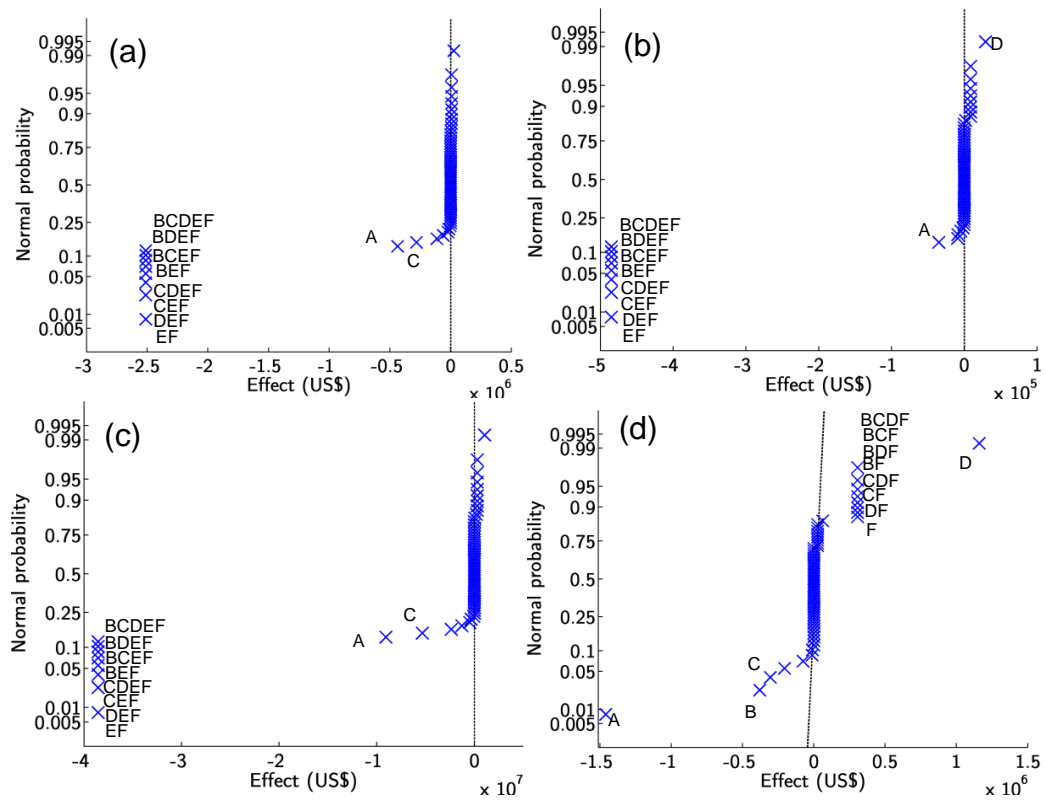 (a)
Normal probability
0.995
0.99
0.95
0.9
0.75
0.5
0.25
0.1
0.05
0.01
0.005
BCDEF
BDEF
BCEF
BEF
CDEF
CEF
DEF
EF
A
C
-3 -2.5 -2 -1.5 -1 -0.5 0 0.5
Effect (US$)
x 10^6
(b)
Normal probability
0.995
0.99
0.95
0.9
0.75
0.5
0.25
0.1
0.05
0.01
0.005
D
BCDEF
BDEF
BCEF
BEF
CDEF
CEF
DEF
EF
A
-5 -4 -3 -2 -1 0 1
Effect (US$)
x 10^5
(c)
Normal probability
0.995
0.99
0.95
0.9
0.75
0.5
0.25
0.1
0.05
0.01
0.005
BCDEF
BDEF
BCEF
BEF
CDEF
CEF
DEF
EF
C
A
-4 -3 -2 -1 0
Effect (US$)
x 10^7
(d)
Normal probability
0.995
0.99
0.95
0.9
0.75
0.5
0.25
0.1
0.05
0.01
0.005
BCDF
BCF
BDF
BF
CDF
CF
DF
F
D
C
B
A
-1.5 -1 -0.5 0 0.5 1 1.5
Effect (US$)
x 10^6